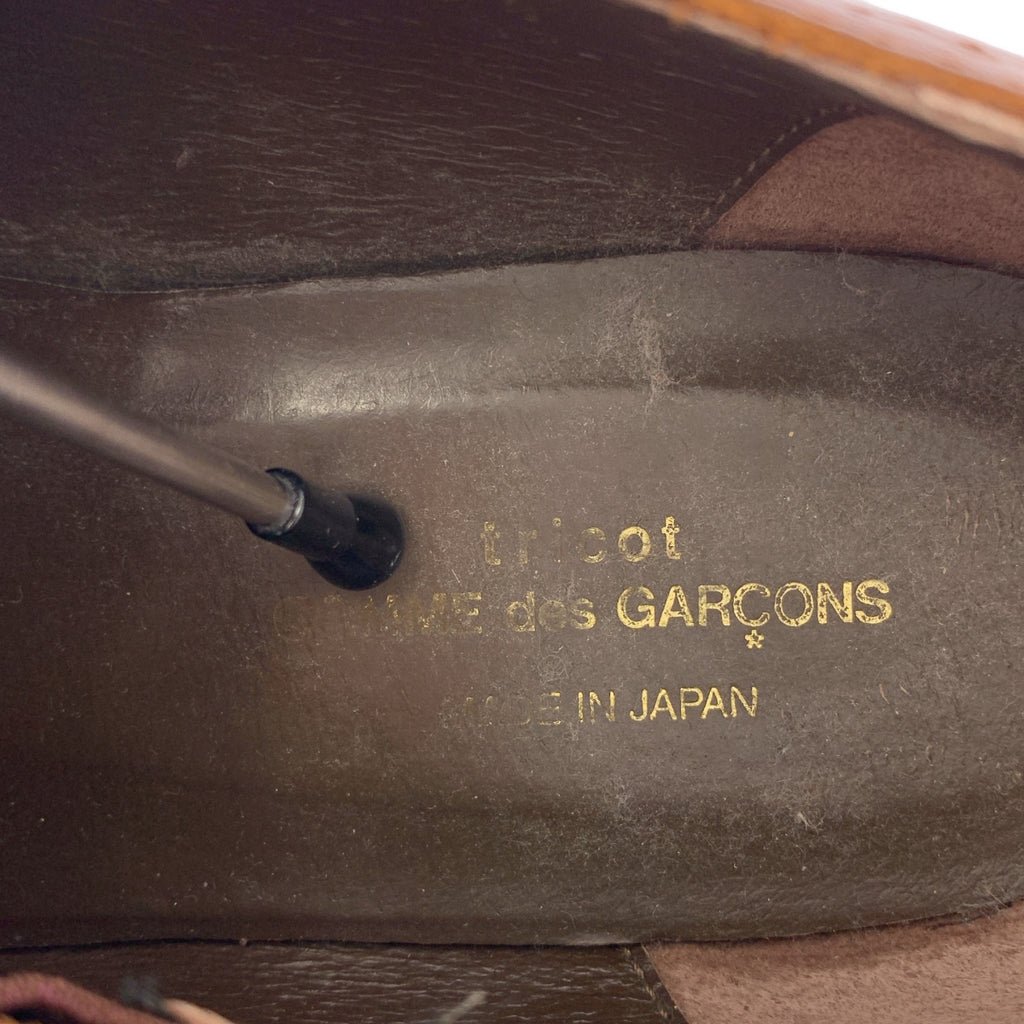 tricot
COMME des GARÇONS
MADE IN JAPAN